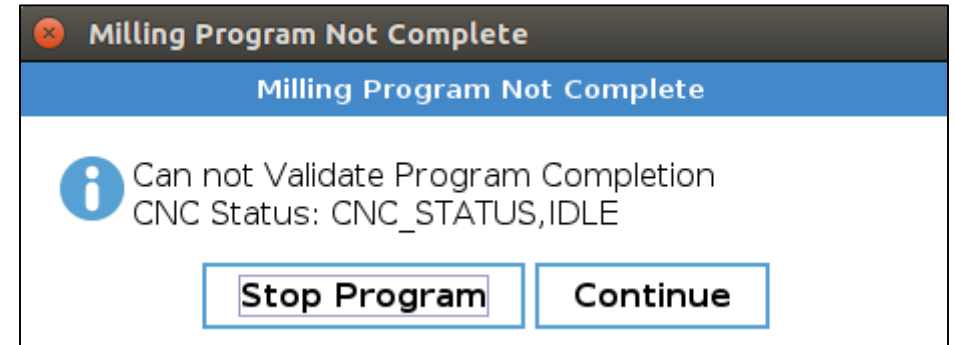 Milling Program Not Complete
Milling Program Not Complete
Can not Validate Program Completion
CNC Status: CNC_STATUS,IDLE
Stop Program Continue